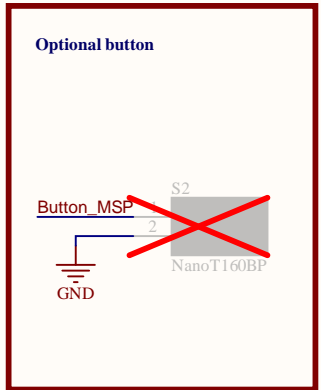 Optional button
S2
Button_MSP 1
2
NanoT160BP
GND